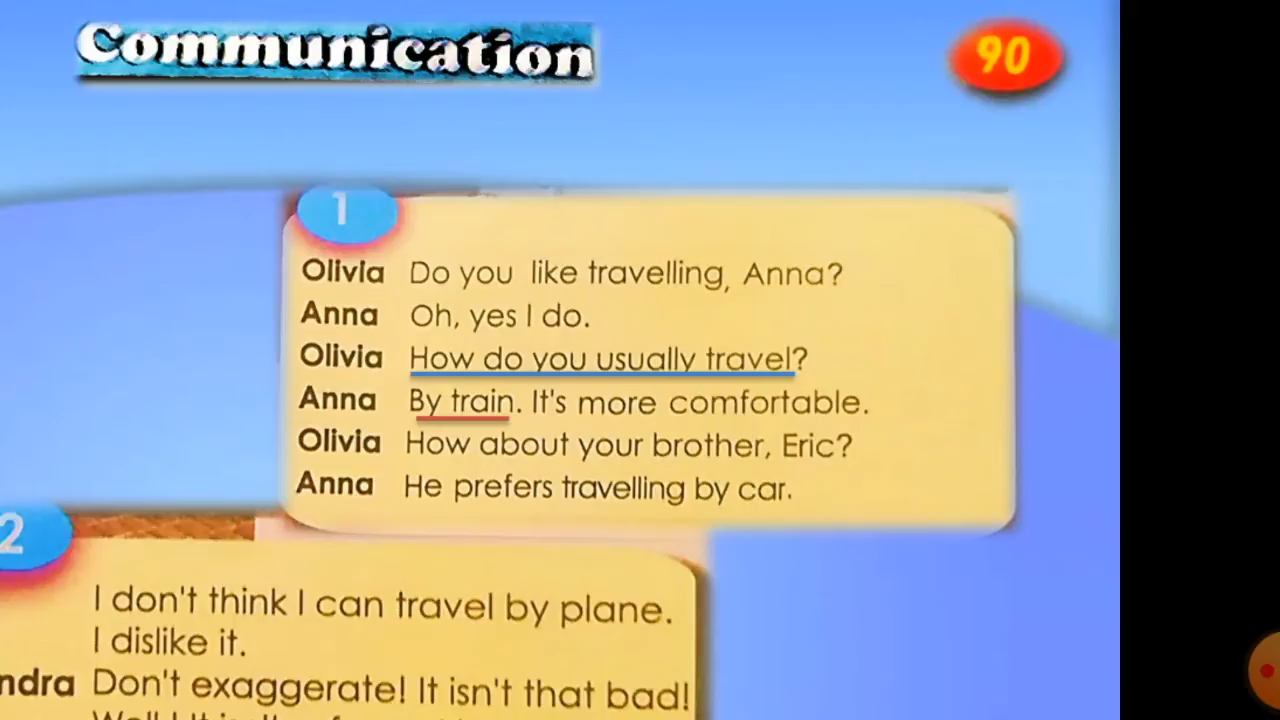 Communication
90
1
Olivia Do you like travelling, Anna?
Anna Oh, yes I do.
Olivia How do you usually travel?
Anna By train. It's more comfortable.
Olivia How about your brother, Eric?
Anna He prefers travelling by car.
2
I don't think I can travel by plane.
I dislike it.
ndra Don't exaggerate! It isn't that bad!